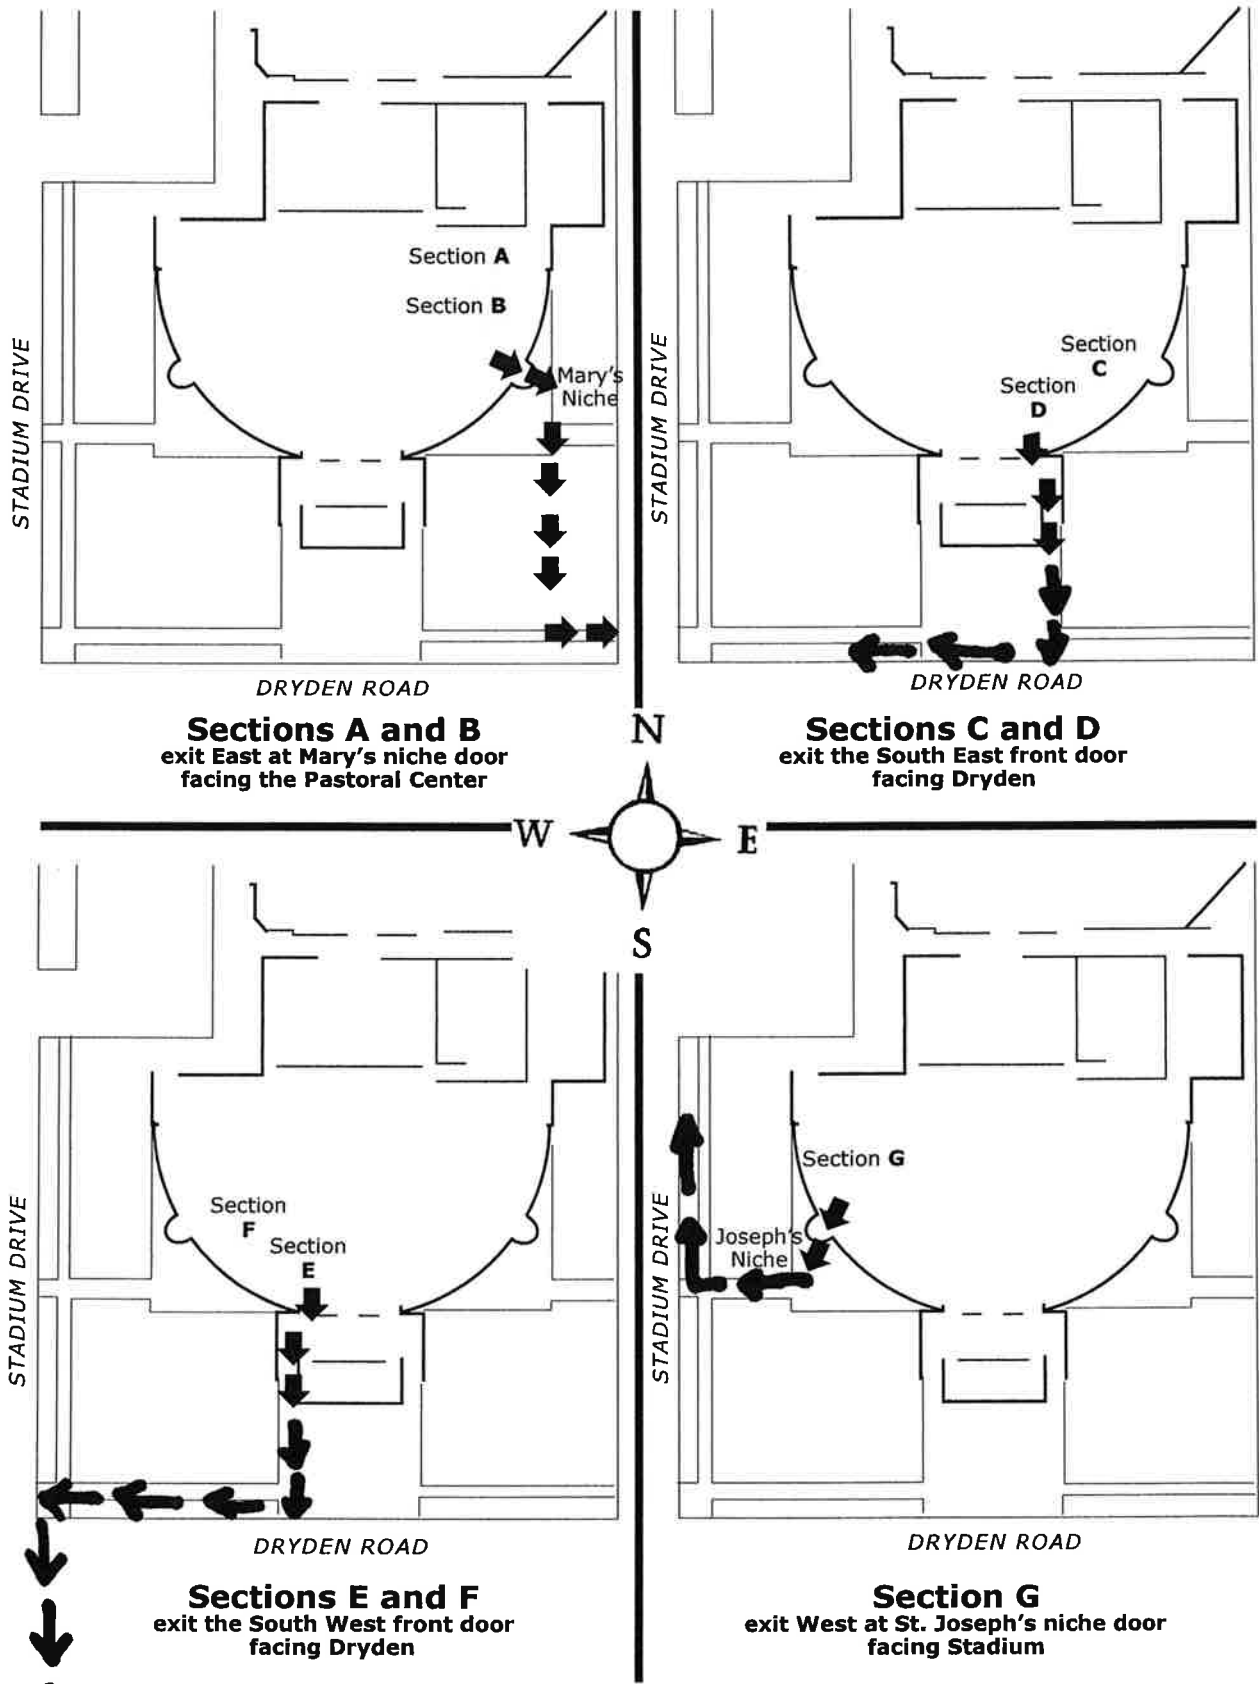 Section A
Section B
Mary's
Niche
STADIUM DRIVE
DRYDEN ROAD
Sections A and B
exit East at Mary's niche door
facing the Pastoral Center
Section
C
Section
D
STADIUM DRIVE
DRYDEN ROAD
Sections C and D
exit the South East front door
facing Dryden
N
W
E
S
Section
F
Section
E
STADIUM DRIVE
DRYDEN ROAD
Sections E and F
exit the South West front door
facing Dryden
Section G
Joseph's
Niche
STADIUM DRIVE
DRYDEN ROAD
Section G
exit West at St. Joseph's niche door
facing Stadium